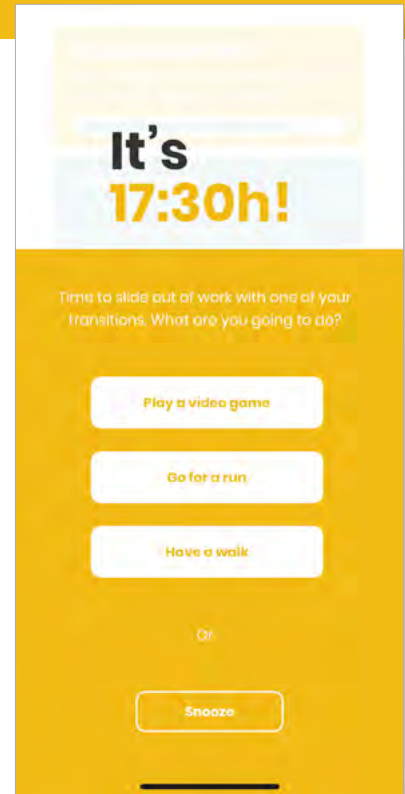 It's
17:30h!
Time to slide out of work with one of your
transitions. What are you going to do?
Play a video game
Go for a run
Have a walk
Or
Snooze